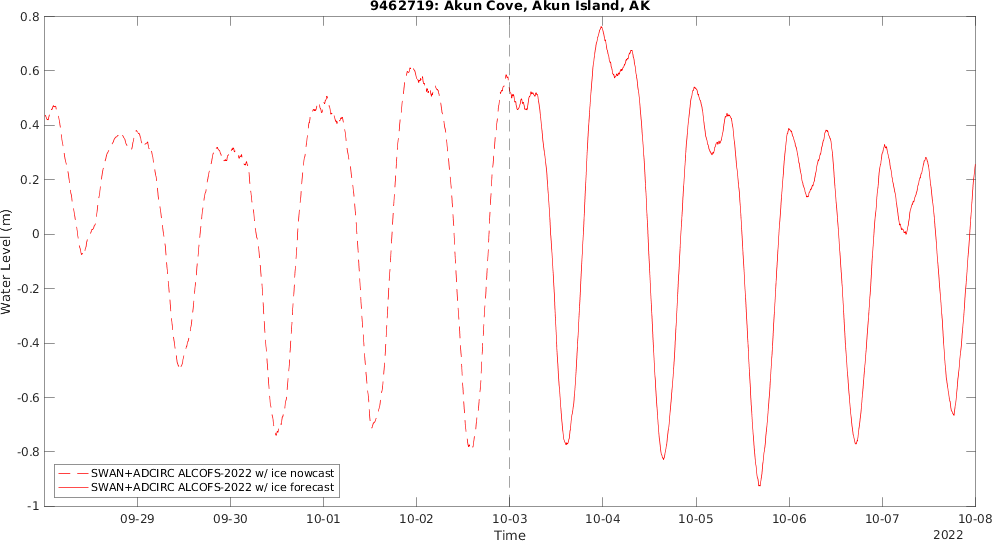 9462719: Akun Cove, Akun Island, AK
0.8
0.6
0.4
0.2
0
-0.2
-0.4
-0.6
-0.8
-1
Water Level (m)
SWAN+ADCIRC ALCOFS-2022 w/ ice nowcast
SWAN+ADCIRC ALCOFS-2022 w/ ice forecast
09-29 09-30 10-01 10-02 10-03 10-04 10-05 10-06 10-07 10-08
Time
2022